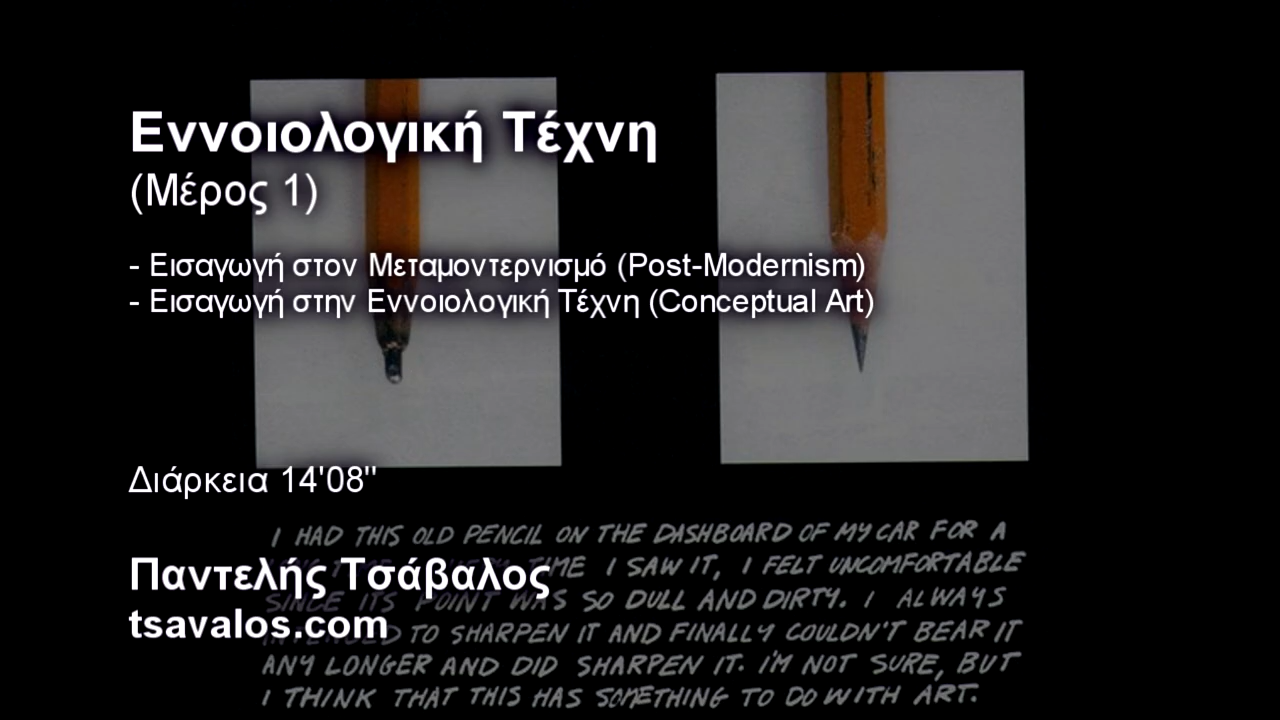 Εννοιολογική Τέχνη
(Μέρος 1)
- Εισαγωγή στον Μεταμοντερνισμό (Post-Modernism)
- Εισαγωγή στην Εννοιολογική Τέχνη (Conceptual Art)
Διάρκεια 14'08"
Παντελής Τσάβαλος
tsavalos.com
I HAD THIS OLD PENCIL ON THE DASHBOARD OF MY CAR FOR A
TIME I SAW IT, I FELT UNCOMFORTABLE
SINCE ITS POINT WAS SO DULL AND DIRTY. I ALWAYS
INTENDED TO SHARPEN IT AND FINALLY COULDN'T BEAR IT
ANY LONGER AND DID SHARPEN IT. I'M NOT SURE, BUT
I THINK THAT THIS HAS SOMETHING TO DO WITH ART.